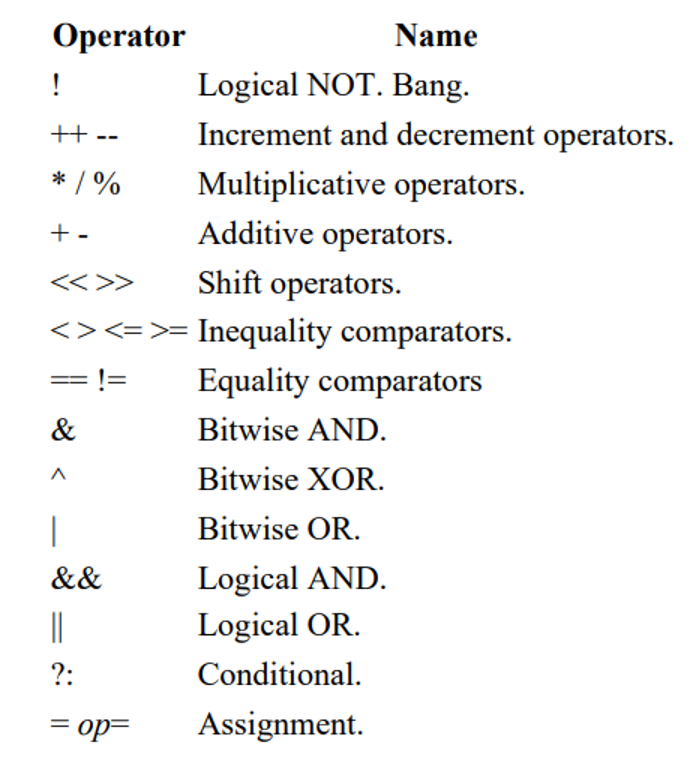 Operator Name
! Logical NOT. Bang.
++ -- Increment and decrement operators.
* / % Multiplicative operators.
+ - Additive operators.
<< >> Shift operators.
< > <= >= Inequality comparators.
== != Equality comparators
& Bitwise AND.
^ Bitwise XOR.
| Bitwise OR.
&& Logical AND.
|| Logical OR.
?: Conditional.
= op= Assignment.